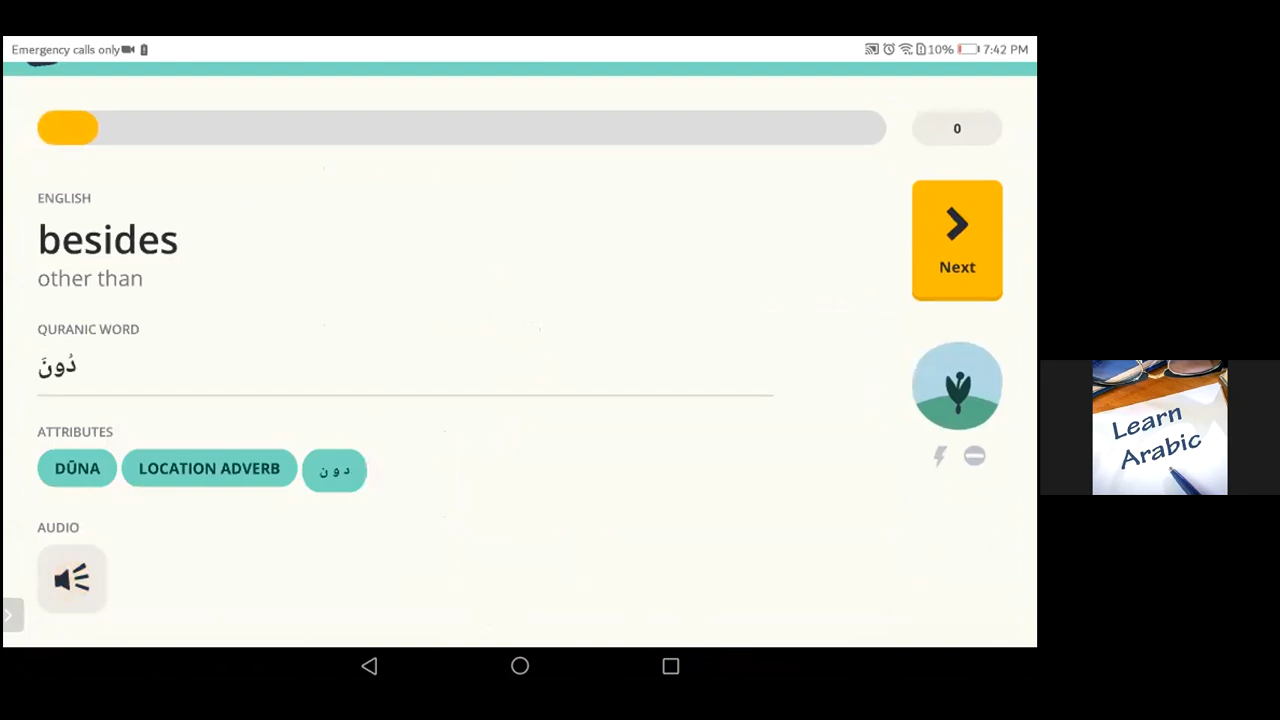 Emergency calls only
10% 7:42 PM
0
ENGLISH
besides
other than
Next
QURANIC WORD
دُونَ
ATTRIBUTES
DŪNA LOCATION ADVERB د و ن
AUDIO
Learn
Arabic